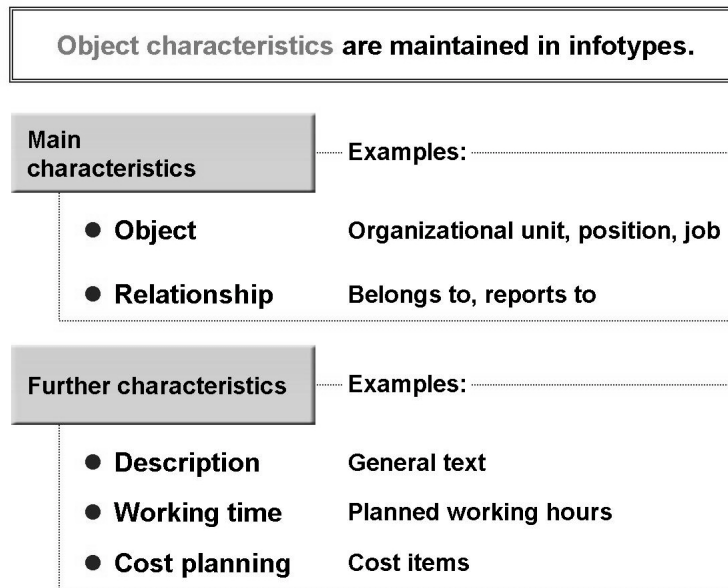 Object characteristics are maintained in infotypes.
Main
characteristics
Examples:
Object Organizational unit, position, job
Relationship Belongs to, reports to
Further characteristics Examples:
Description General text
Working time Planned working hours
Cost planning Cost items